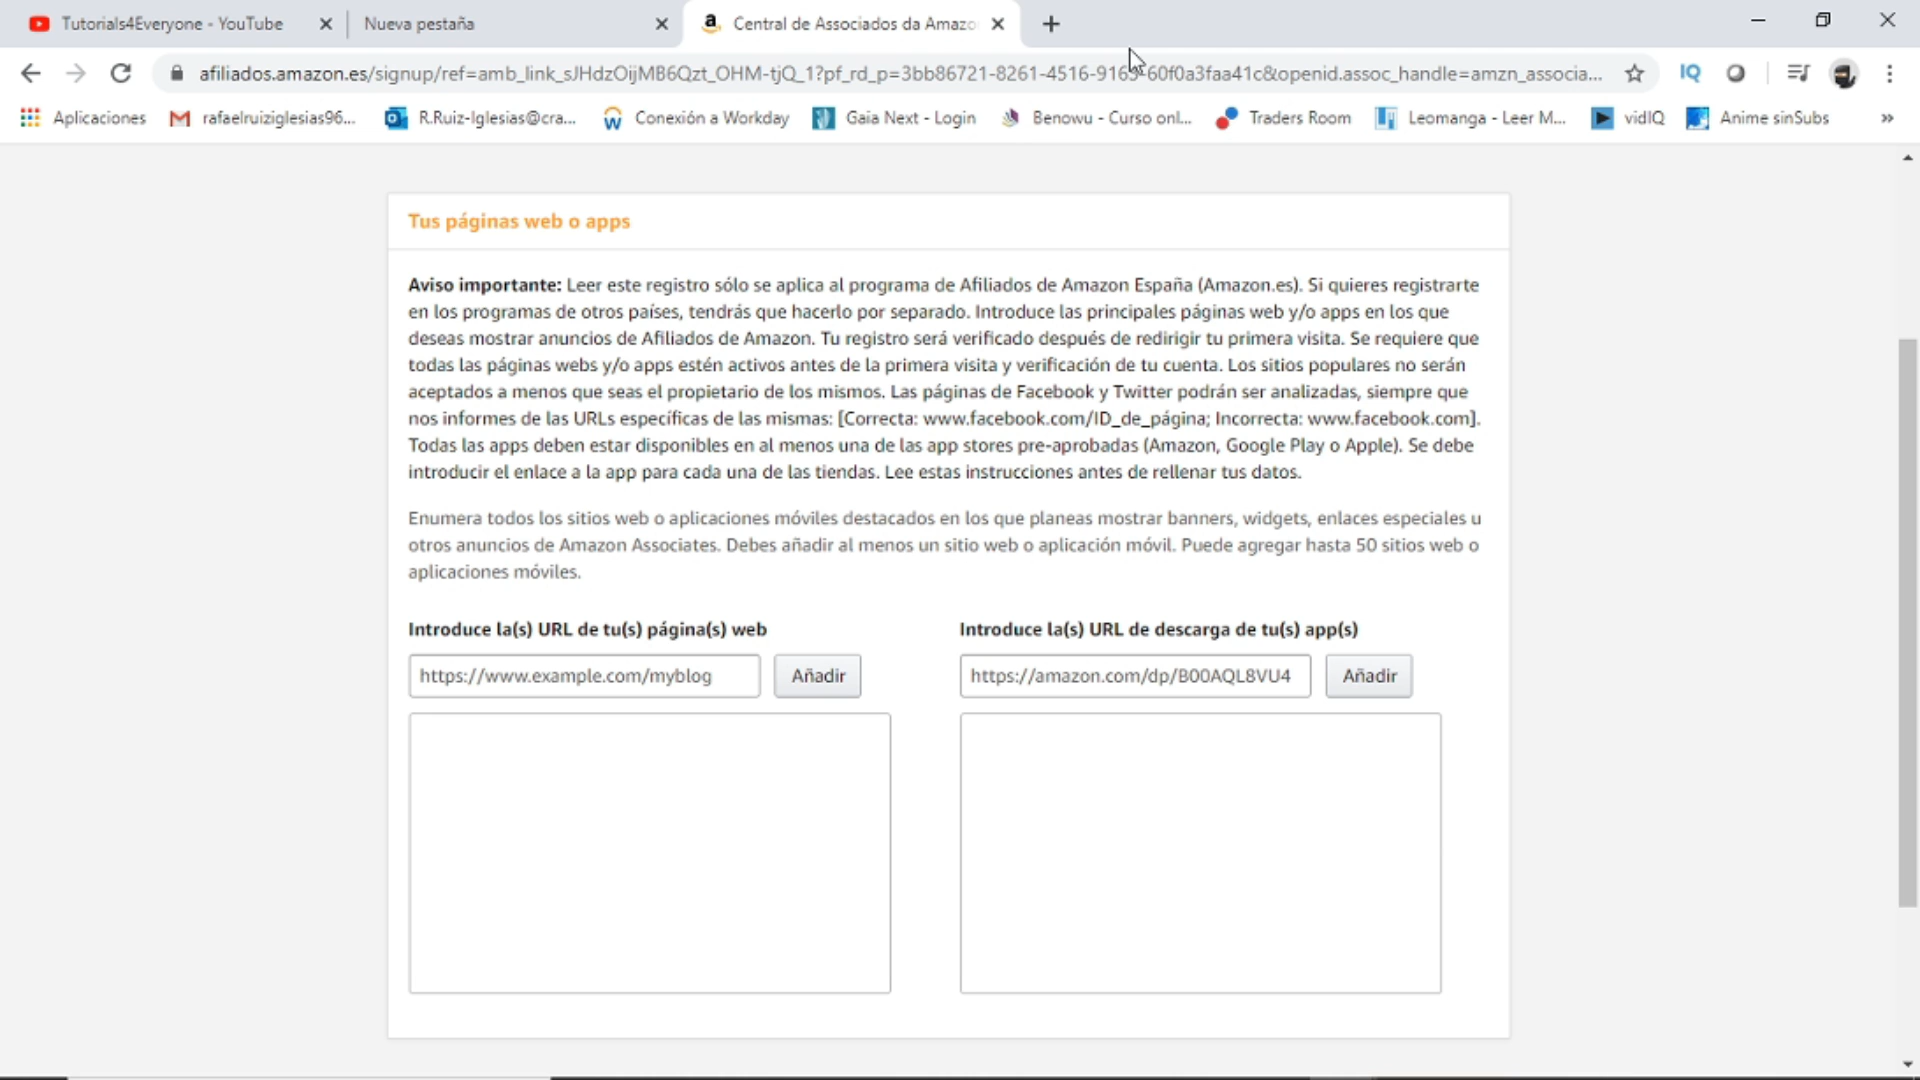 Tutorials4Everyone - YouTube
Nueva pestaña
Central de Associados da Amazo
afiliados.amazon.es/signup/ref=amb_link_sJHdzOijMB6Qzt_OHM-tjQ_1?pf_rd_p=3bb86721-8261-4516-9165-60f0a3faa41c&openid.assoc_handle=amzn_associa...
IQ
Aplicaciones
rafaelruiziglesias96...
R.Ruiz-Iglesias@cra...
Conexión a Workday
Gaia Next - Login
Benowu - Curso onl...
Traders Room
Leomanga - Leer M...
vidIQ
Anime sinSubs
»
Tus páginas web o apps
Aviso importante: Leer este registro sólo se aplica al programa de Afiliados de Amazon España (Amazon.es). Si quieres registrarte
en los programas de otros países, tendrás que hacerlo por separado. Introduce las principales páginas web y/o apps en los que
deseas mostrar anuncios de Afiliados de Amazon. Tu registro será verificado después de redirigir tu primera visita. Se requiere que
todas las páginas webs y/o apps estén activos antes de la primera visita y verificación de tu cuenta. Los sitios populares no serán
aceptados a menos que seas el propietario de los mismos. Las páginas de Facebook y Twitter podrán ser analizadas, siempre que
nos informes de las URLs específicas de las mismas: [Correcta: www.facebook.com/ID_de_página; Incorrecta: www.facebook.com].
Todas las apps deben estar disponibles en al menos una de las app stores pre-aprobadas (Amazon, Google Play o Apple). Se debe
introducir el enlace a la app para cada una de las tiendas. Lee estas instrucciones antes de rellenar tus datos.
Enumera todos los sitios web o aplicaciones móviles destacados en los que planeas mostrar banners, widgets, enlaces especiales u
otros anuncios de Amazon Associates. Debes añadir al menos un sitio web o aplicación móvil. Puede agregar hasta 50 sitios web o
aplicaciones móviles.
Introduce la(s) URL de tu(s) página(s) web
https://www.example.com/myblog
Añadir
Introduce la(s) URL de descarga de tu(s) app(s)
https://amazon.com/dp/B00AQL8VU4
Añadir